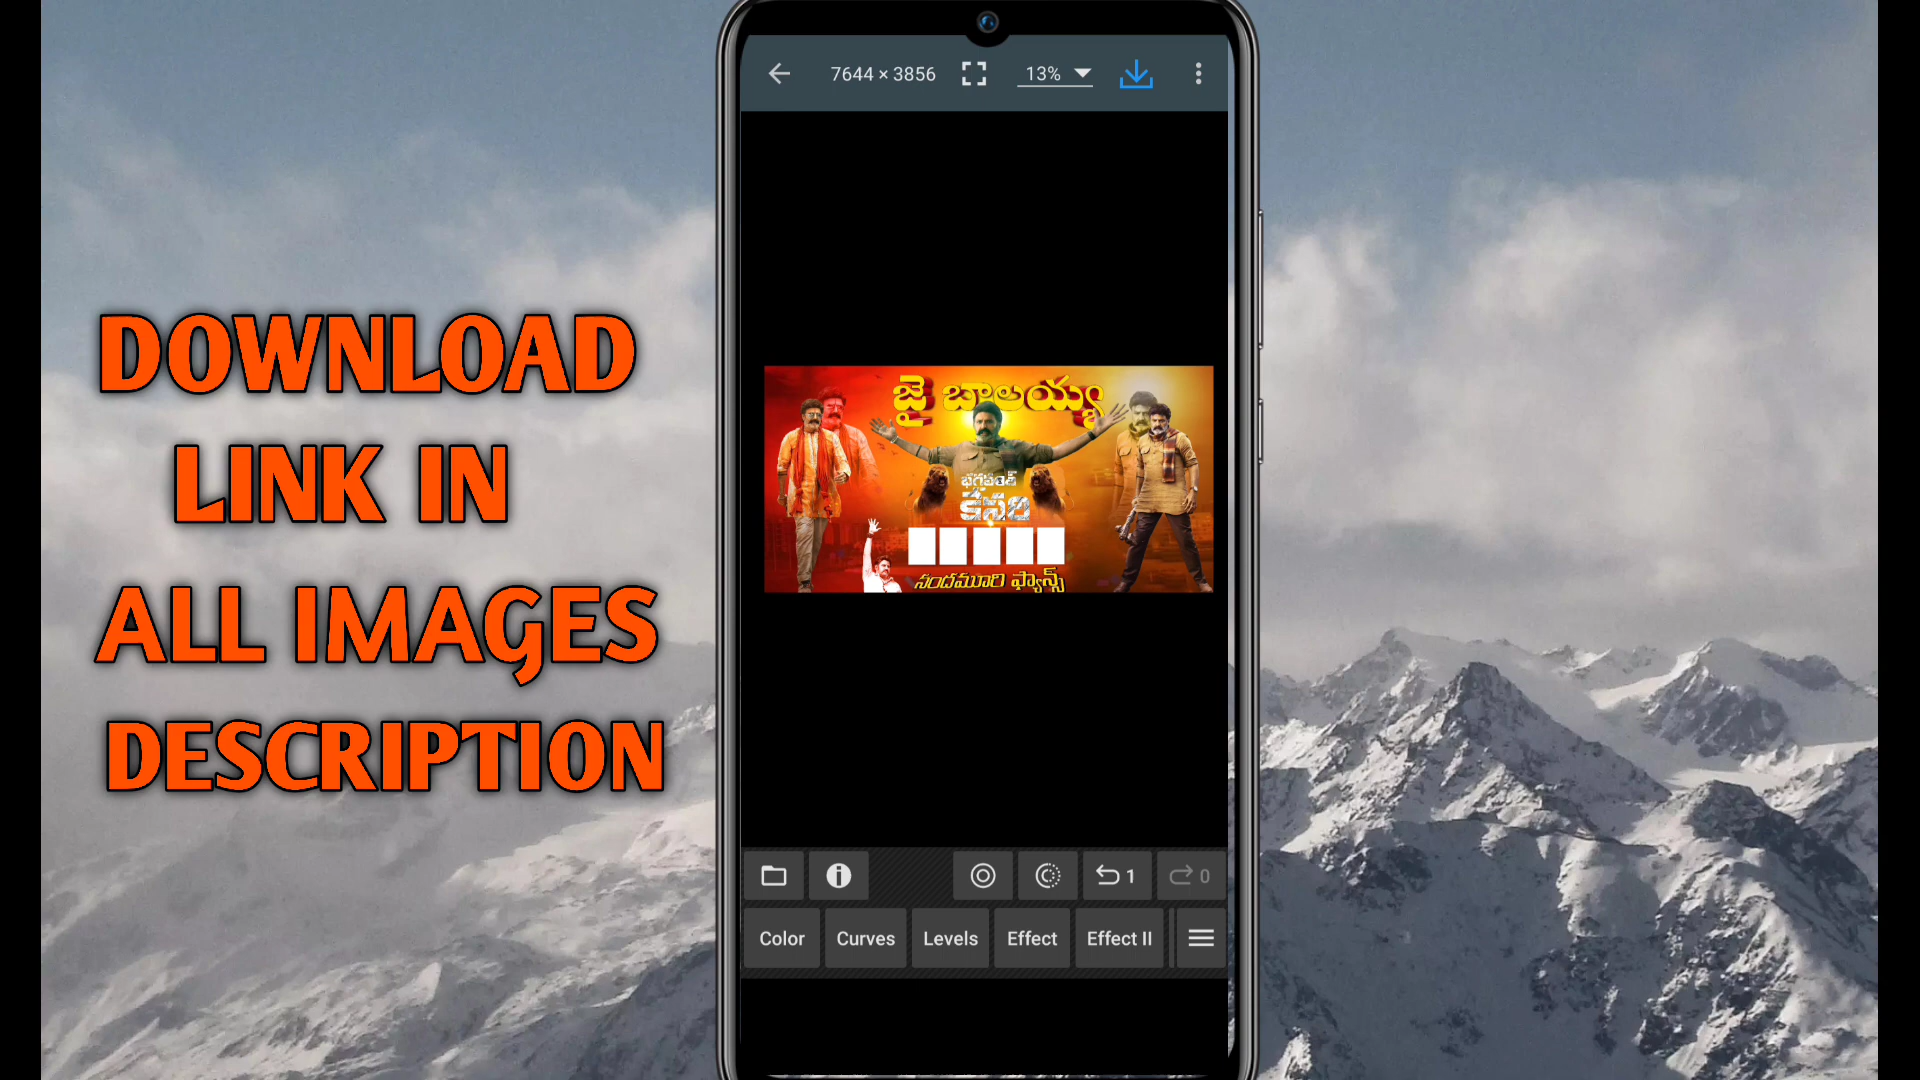 DOWNLOAD
LINK IN
ALL IMAGES
DESCRIPTION
7644 × 3856
13%
జై బాలయ్య
భగవంత్
కేసరి
నందమూరి ఫ్యాన్స్
1
0
Color
Curves
Levels
Effect
Effect II